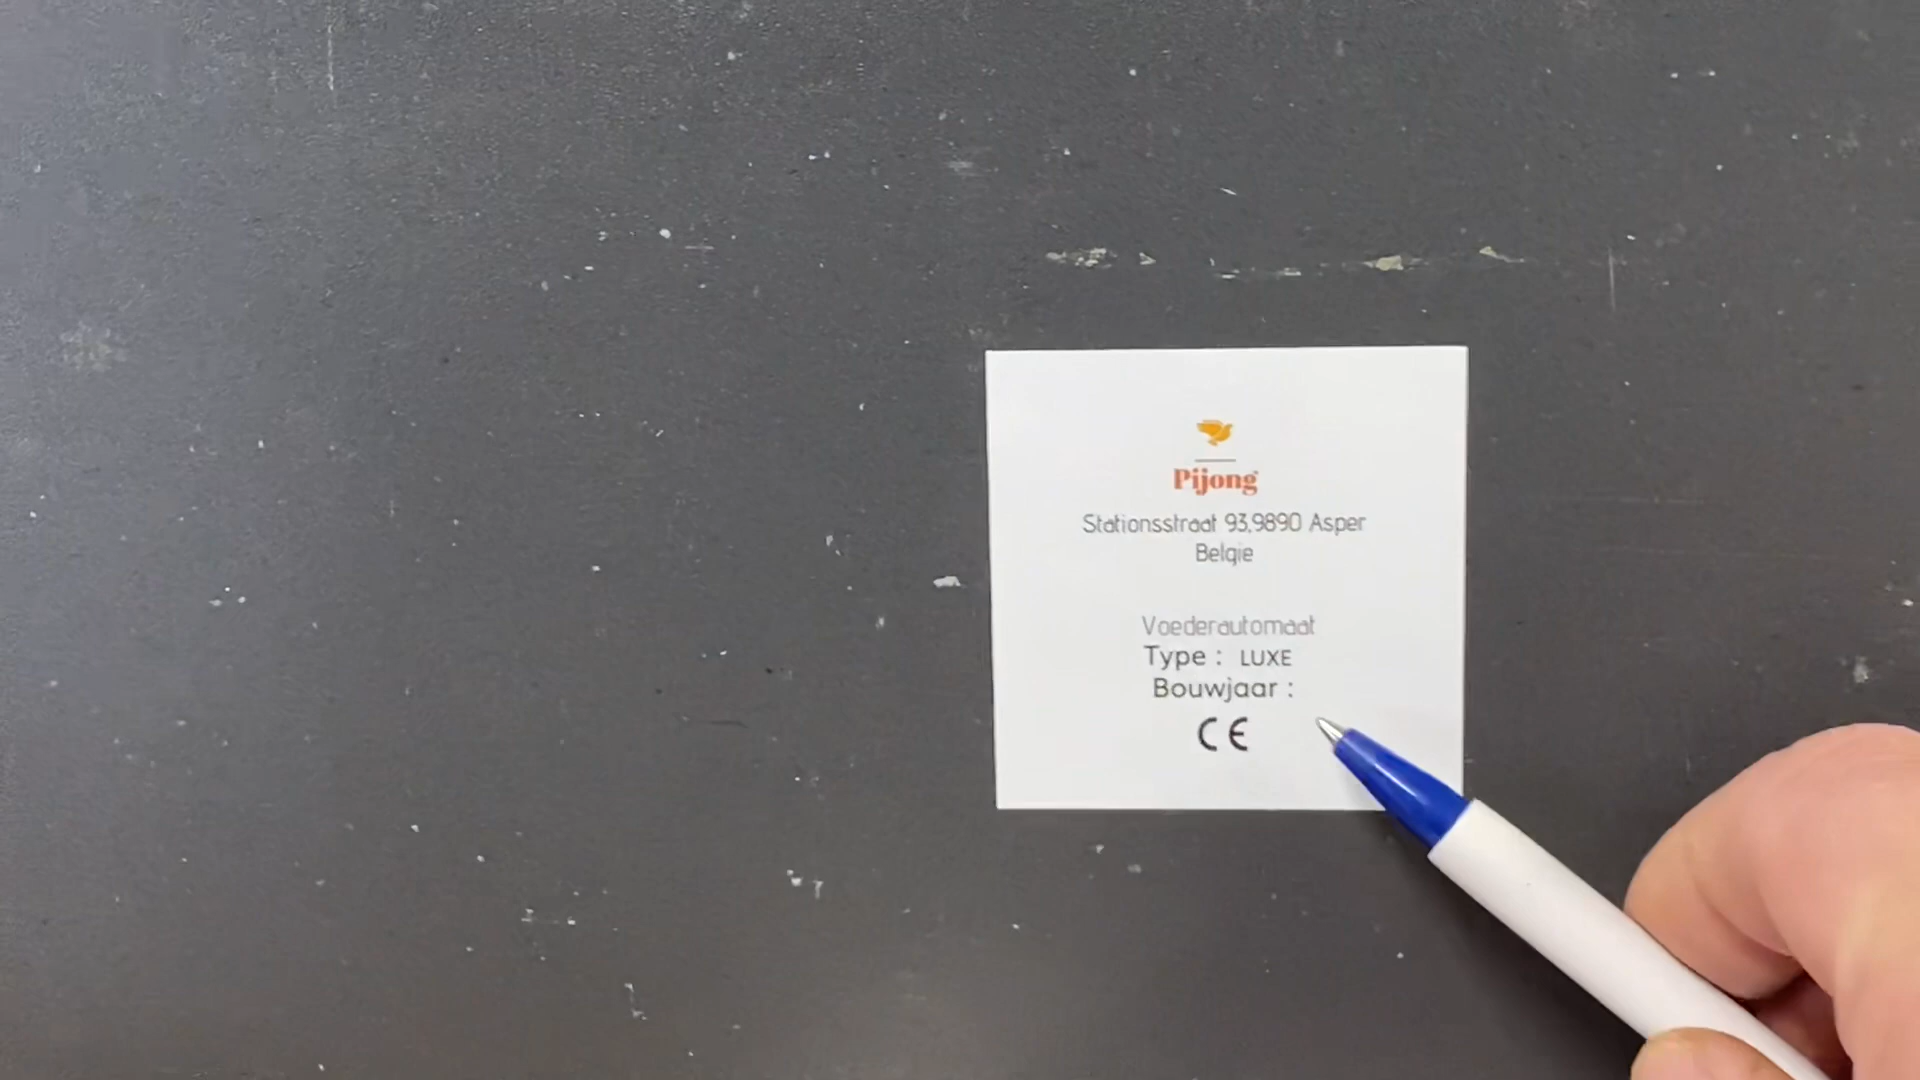 Pijong
Stationsstraat 93,9890 Asper
Belgie
Voederautomaat
Type : LUXE
Bouwjaar :
CE